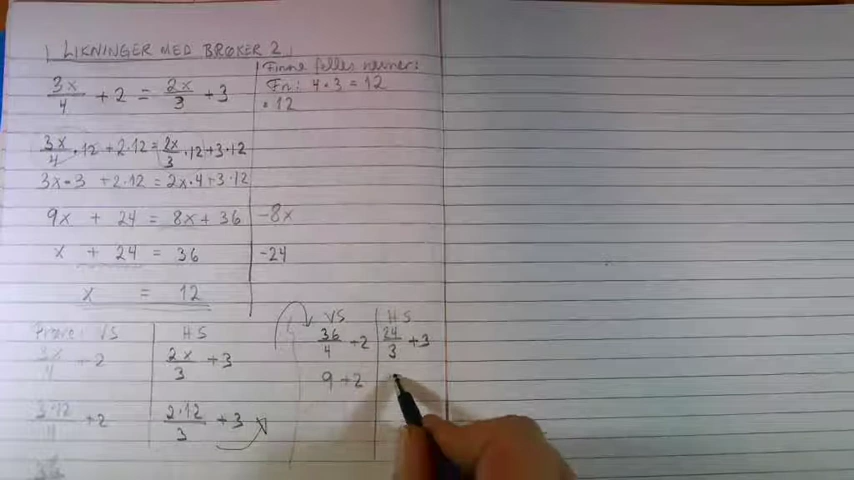 LIKNINGER MED BRØKER 2
3x/4 + 2 = 2x/3 + 3
Finne felles nevner:
Fn: 4 · 3 = 12
· 12
3x/4 · 12 + 2 · 12 = 2x/3 · 12 + 3 · 12
3x · 3 + 2 · 12 = 2x · 4 + 3 · 12
9x + 24 = 8x + 36
-8x
x + 24 = 36
-24
x = 12
Prøve: VS
HS
3x/4 + 2
2x/3 + 3
3·12/4 + 2
2·12/3 + 3
36
VS
HS
36/4 + 2
24/3 + 3
9 + 2